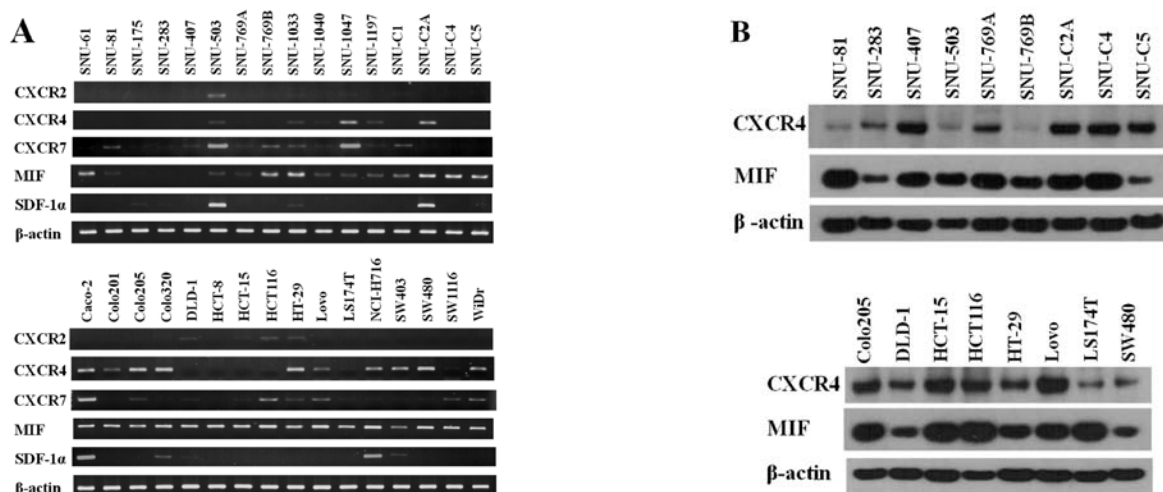 A
SNU-61 SNU-81 SNU-175 SNU-283 SNU-407 SNU-503 SNU-769A SNU-769B SNU-1033 SNU-1040 SNU-1047 SNU-1197 SNU-C1 SNU-C2A SNU-C4 SNU-C5
CXCR2
CXCR4
CXCR7
MIF
SDF-1α
β-actin
Caco-2 Colo201 Colo205 Colo320 DLD-1 HCT-8 HCT-15 HCT116 HT-29 Lovo LS174T NCI-H716 SW403 SW480 SW1116 WiDr
CXCR2
CXCR4
CXCR7
MIF
SDF-1α
β-actin
B
SNU-81 SNU-283 SNU-407 SNU-503 SNU-769A SNU-769B SNU-C2A SNU-C4 SNU-C5
CXCR4
MIF
β -actin
Colo205 DLD-1 HCT-15 HCT116 HT-29 Lovo LS174T SW480
CXCR4
MIF
β-actin